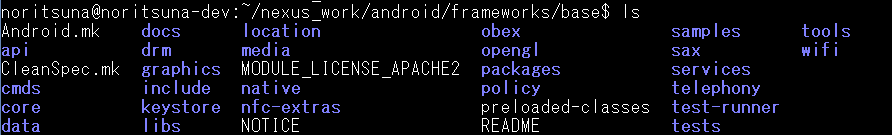 noritsuna@noritsuna-dev:~/nexus_work/android/frameworks/base$ ls
Android.mk docs location obex samples tools
api drm media opengl sax wifi
CleanSpec.mk graphics MODULE_LICENSE_APACHE2 packages services
cmds include native policy telephony
core keystore nfc-extras preloaded-classes test-runner
data libs NOTICE README tests